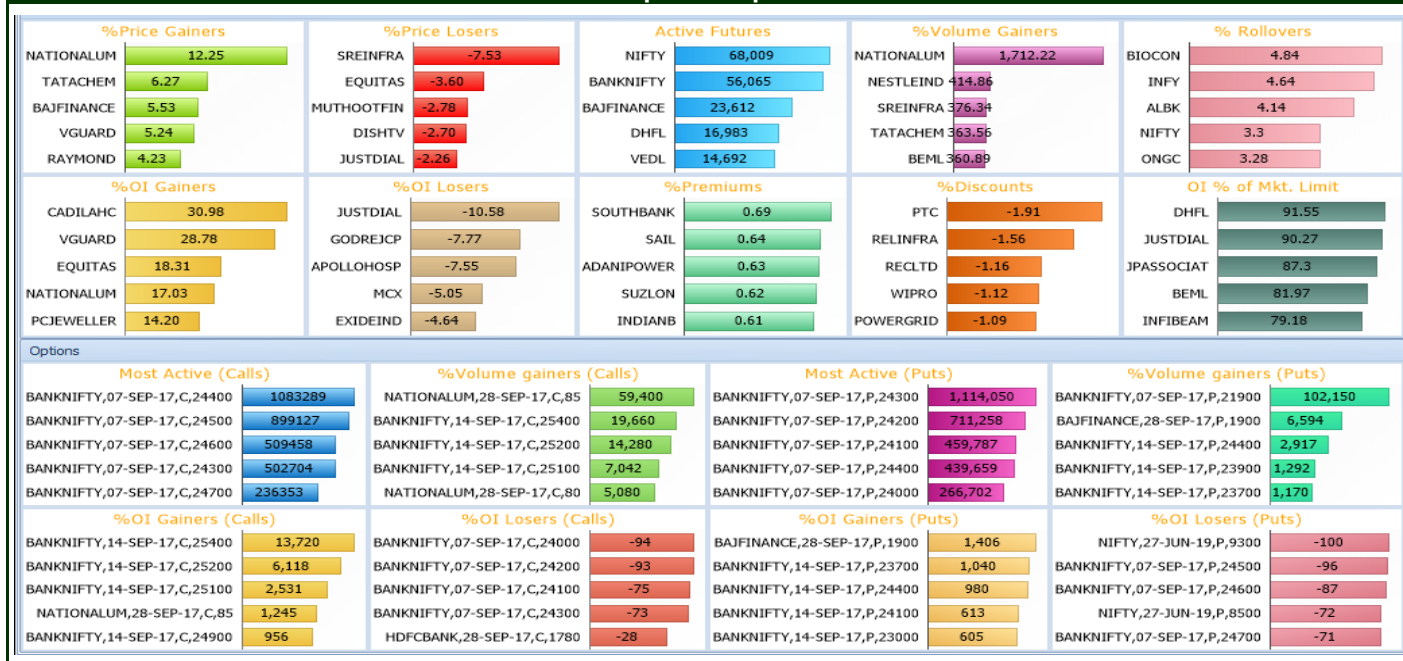 %Price Gainers
NATIONALUM 12.25
TATACHEM 6.27
BAJFINANCE 5.53
VGUARD 5.24
RAYMOND 4.23
%Price Losers
SREINFRA -7.53
EQUITAS -3.60
MUTHOOTFIN -2.78
DISHTV -2.70
JUSTDIAL -2.26
Active Futures
NIFTY 68,009
BANKNIFTY 56,065
BAJFINANCE 23,612
DHFL 16,983
VEDL 14,692
%Volume Gainers
NATIONALUM 1,712.22
NESTLEIND 414.86
SREINFRA 376.34
TATACHEM 363.56
BEML 360.89
% Rollovers
BIOCON 4.84
INFY 4.64
ALBK 4.14
NIFTY 3.3
ONGC 3.28
%OI Gainers
CADILAHC 30.98
VGUARD 28.78
EQUITAS 18.31
NATIONALUM 17.03
PCJEWELLER 14.20
%OI Losers
JUSTDIAL -10.58
GODREJCP -7.77
APOLLOHOSP -7.55
MCX -5.05
EXIDEIND -4.64
%Premiums
SOUTHBANK 0.69
SAIL 0.64
ADANIPOWER 0.63
SUZLON 0.62
INDIANB 0.61
%Discounts
PTC -1.91
RELINFRA -1.56
RECLTD -1.16
WIPRO -1.12
POWERGRID -1.09
OI % of Mkt. Limit
DHFL 91.55
JUSTDIAL 90.27
JPASSOCIAT 87.3
BEML 81.97
INFIBEAM 79.18
Options
Most Active (Calls)
BANKNIFTY,07-SEP-17,C,24400 1083289
BANKNIFTY,07-SEP-17,C,24500 899127
BANKNIFTY,07-SEP-17,C,24600 509458
BANKNIFTY,07-SEP-17,C,24300 502704
BANKNIFTY,07-SEP-17,C,24700 236353
%Volume gainers (Calls)
NATIONALUM,28-SEP-17,C,85 59,400
BANKNIFTY,14-SEP-17,C,25400 19,660
BANKNIFTY,14-SEP-17,C,25200 14,280
BANKNIFTY,14-SEP-17,C,25100 7,042
NATIONALUM,28-SEP-17,C,80 5,080
Most Active (Puts)
BANKNIFTY,07-SEP-17,P,24300 1,114,050
BANKNIFTY,07-SEP-17,P,24200 711,258
BANKNIFTY,07-SEP-17,P,24100 459,787
BANKNIFTY,07-SEP-17,P,24400 439,659
BANKNIFTY,07-SEP-17,P,24000 266,702
%Volume gainers (Puts)
BANKNIFTY,07-SEP-17,P,21900 102,150
BAJFINANCE,28-SEP-17,P,1900 6,594
BANKNIFTY,14-SEP-17,P,24400 2,917
BANKNIFTY,14-SEP-17,P,23900 1,292
BANKNIFTY,14-SEP-17,P,23700 1,170
%OI Gainers (Calls)
BANKNIFTY,14-SEP-17,C,25400 13,720
BANKNIFTY,14-SEP-17,C,25200 6,118
BANKNIFTY,14-SEP-17,C,25100 2,531
NATIONALUM,28-SEP-17,C,85 1,245
BANKNIFTY,14-SEP-17,C,24900 956
%OI Losers (Calls)
BANKNIFTY,07-SEP-17,C,24000 -94
BANKNIFTY,07-SEP-17,C,24200 -93
BANKNIFTY,07-SEP-17,C,24100 -75
BANKNIFTY,07-SEP-17,C,24300 -73
HDFCBANK,28-SEP-17,C,1780 -28
%OI Gainers (Puts)
BAJFINANCE,28-SEP-17,P,1900 1,406
BANKNIFTY,14-SEP-17,P,23700 1,040
BANKNIFTY,14-SEP-17,P,24400 980
BANKNIFTY,14-SEP-17,P,24100 613
BANKNIFTY,14-SEP-17,P,23000 605
%OI Losers (Puts)
NIFTY,27-JUN-19,P,9300 -100
BANKNIFTY,07-SEP-17,P,24500 -96
BANKNIFTY,07-SEP-17,P,24600 -87
NIFTY,27-JUN-19,P,8500 -72
BANKNIFTY,07-SEP-17,P,24700 -71